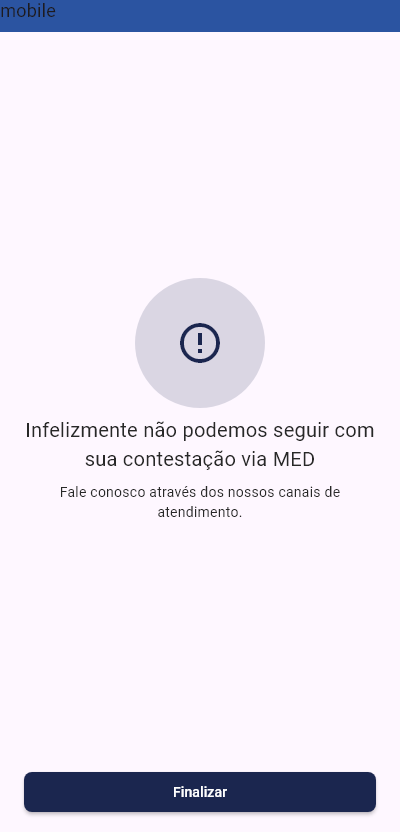 mobile
Infelizmente não podemos seguir com
sua contestação via MED
Fale conosco através dos nossos canais de
atendimento.
Finalizar